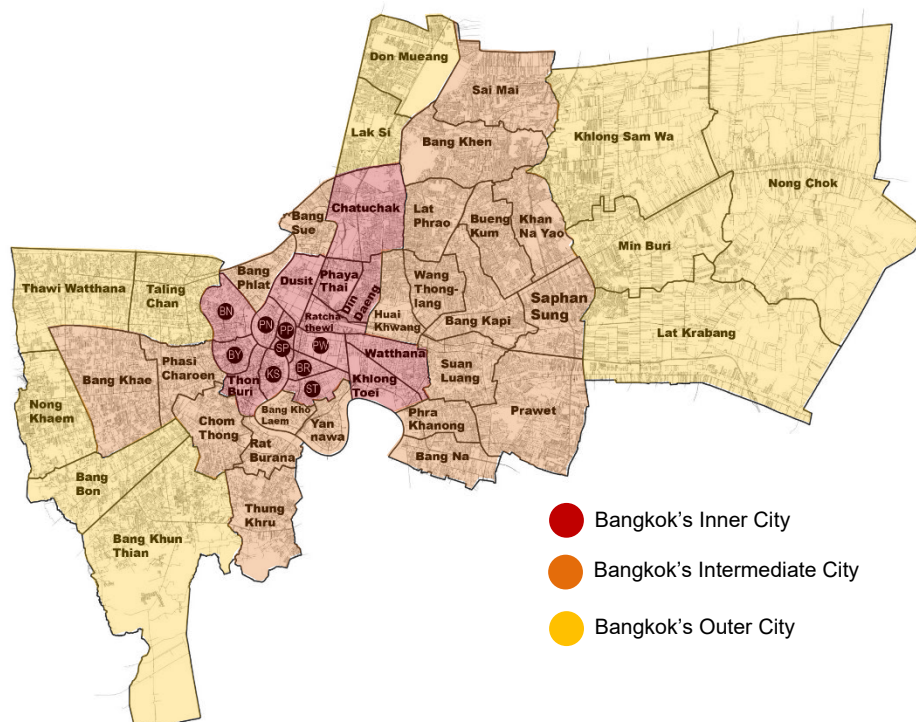 Don Mueang
Sai Mai
Lak Si
Bang Khen
Khlong Sam Wa
Nong Chok
Chatuchak
Lat
Phrao
Bueng
Kum
Khan
Na Yao
Bang
Sue
Min Buri
Bang
Phlat
Dusit
Phaya
Thai
Din
Daeng
Wang
Thong-
lang
Thawi Watthana
Taling
Chan
Saphan
Sung
BN
PN
PP
Ratcha-
thewi
Huai
Khwang
Bang Kapi
Lat Krabang
SP
PW
BY
Phasi
Charoen
Bang Khae
Watthana
Suan
Luang
KS
BR
ST
Thon
Buri
Khlong
Toei
Prawet
Nong
Khaem
Chom
Thong
Bang Kho
Laem
Yan
nawa
Phra
Khanong
Rat
Burana
Bang Na
Bang
Bon
Thung
Khru
Bang Khun
Thian
Bangkok’s Inner City
Bangkok’s Intermediate City
Bangkok’s Outer City